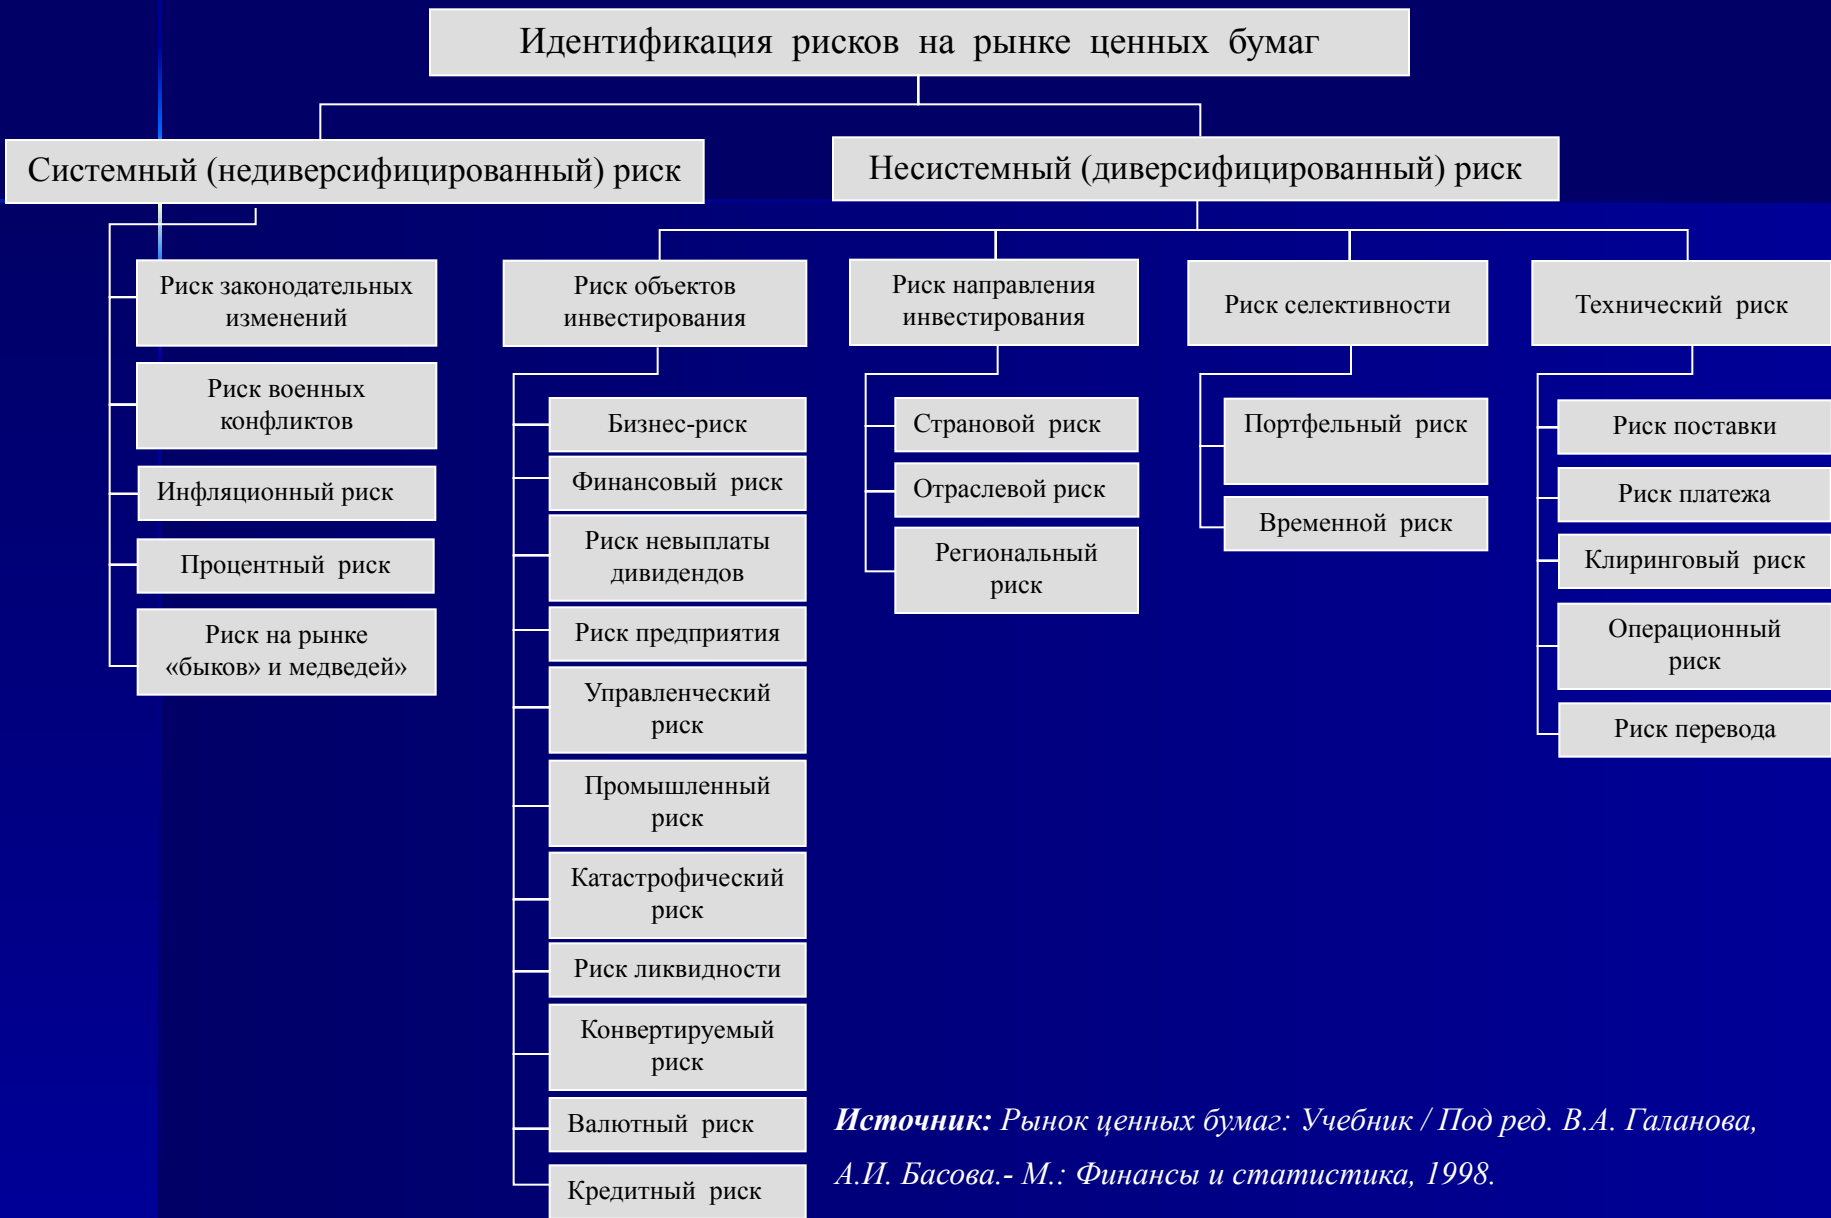 Идентификация рисков на рынке ценных бумаг
Системный (недиверсифицированный) риск
Несистемный (диверсифицированный) риск
Риск законодательных
изменений
Риск военных
конфликтов
Инфляционный риск
Процентный риск
Риск на рынке
«быков» и медведей»
Риск объектов
инвестирования
Бизнес-риск
Финансовый риск
Риск невыплаты
дивидендов
Риск предприятия
Управленческий
риск
Промышленный
риск
Катастрофический
риск
Риск ликвидности
Конвертируемый
риск
Валютный риск
Кредитный риск
Риск направления
инвестирования
Страновой риск
Отраслевой риск
Региональный
риск
Риск селективности
Портфельный риск
Временной риск
Технический риск
Риск поставки
Риск платежа
Клиринговый риск
Операционный
риск
Риск перевода
Источник: Рынок ценных бумаг: Учебник / Под ред. В.А. Галанова,
А.И. Басова.- М.: Финансы и статистика, 1998.